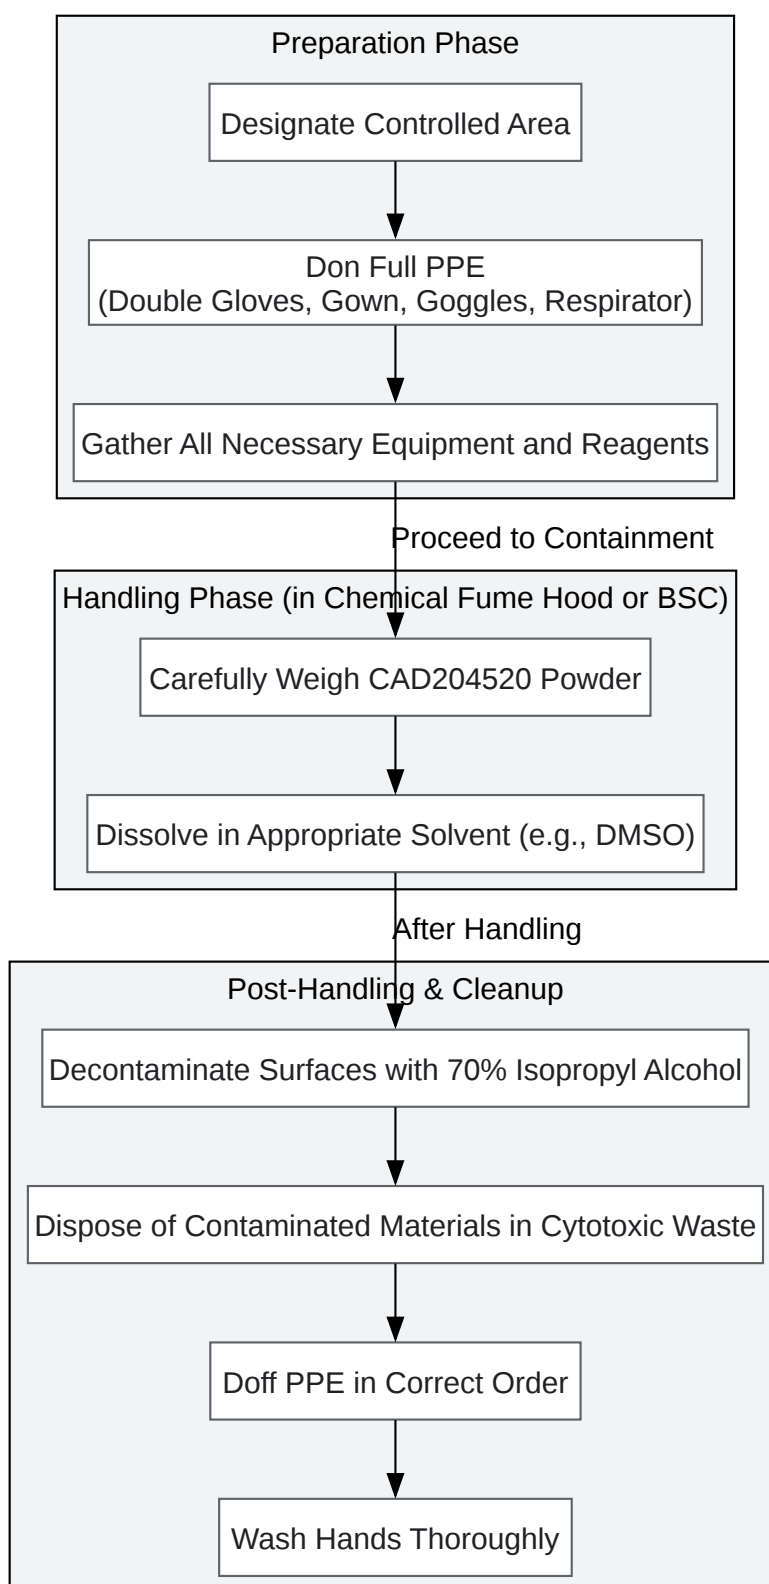 Preparation Phase
Designate Controlled Area
Don Full PPE
(Double Gloves, Gown, Goggles, Respirator)
Gather All Necessary Equipment and Reagents
Proceed to Containment
Handling Phase (in Chemical Fume Hood or BSC)
Carefully Weigh CAD204520 Powder
Dissolve in Appropriate Solvent (e.g., DMSO)
After Handling
Post-Handling & Cleanup
Decontaminate Surfaces with 70% Isopropyl Alcohol
Dispose of Contaminated Materials in Cytotoxic Waste
Doff PPE in Correct Order
Wash Hands Thoroughly